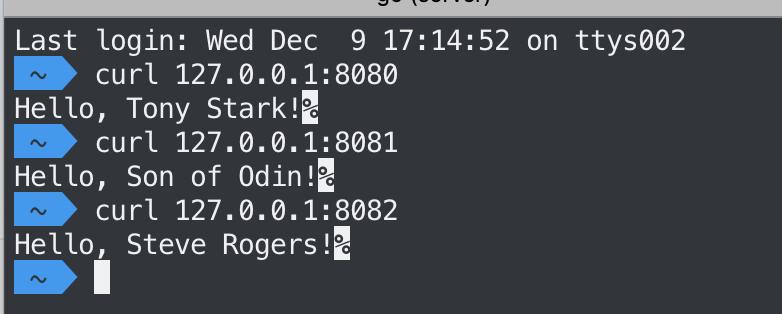 go (server)
Last login: Wed Dec  9 17:14:52 on ttys002
~ curl 127.0.0.1:8080
Hello, Tony Stark!%
~ curl 127.0.0.1:8081
Hello, Son of Odin!%
~ curl 127.0.0.1:8082
Hello, Steve Rogers!%
~